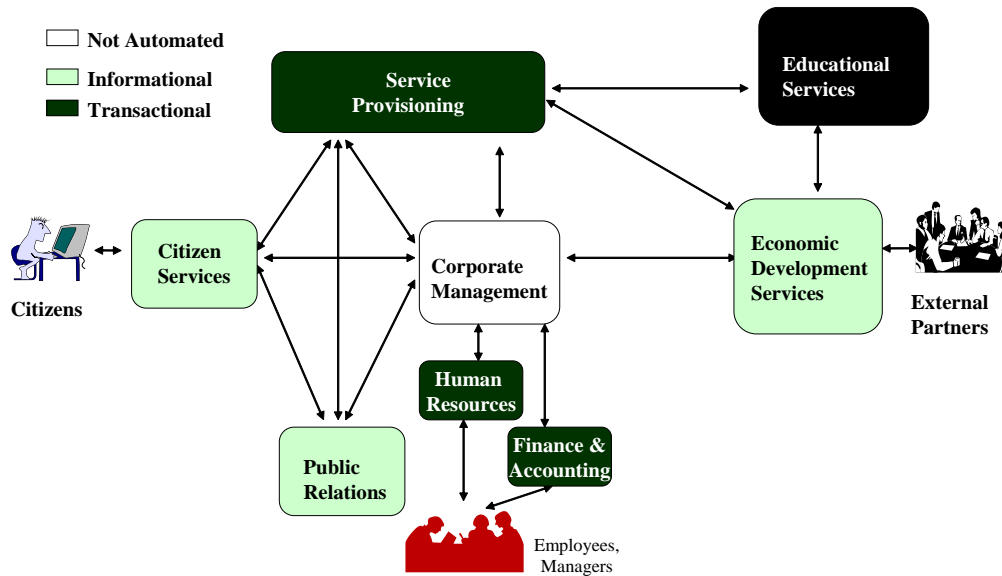 Not Automated
Informational
Transactional
Service
Provisioning
Educational
Services
Citizen
Services
Corporate
Management
Economic
Development
Services
Citizens
External
Partners
Human
Resources
Finance &
Accounting
Public
Relations
Employees,
Managers